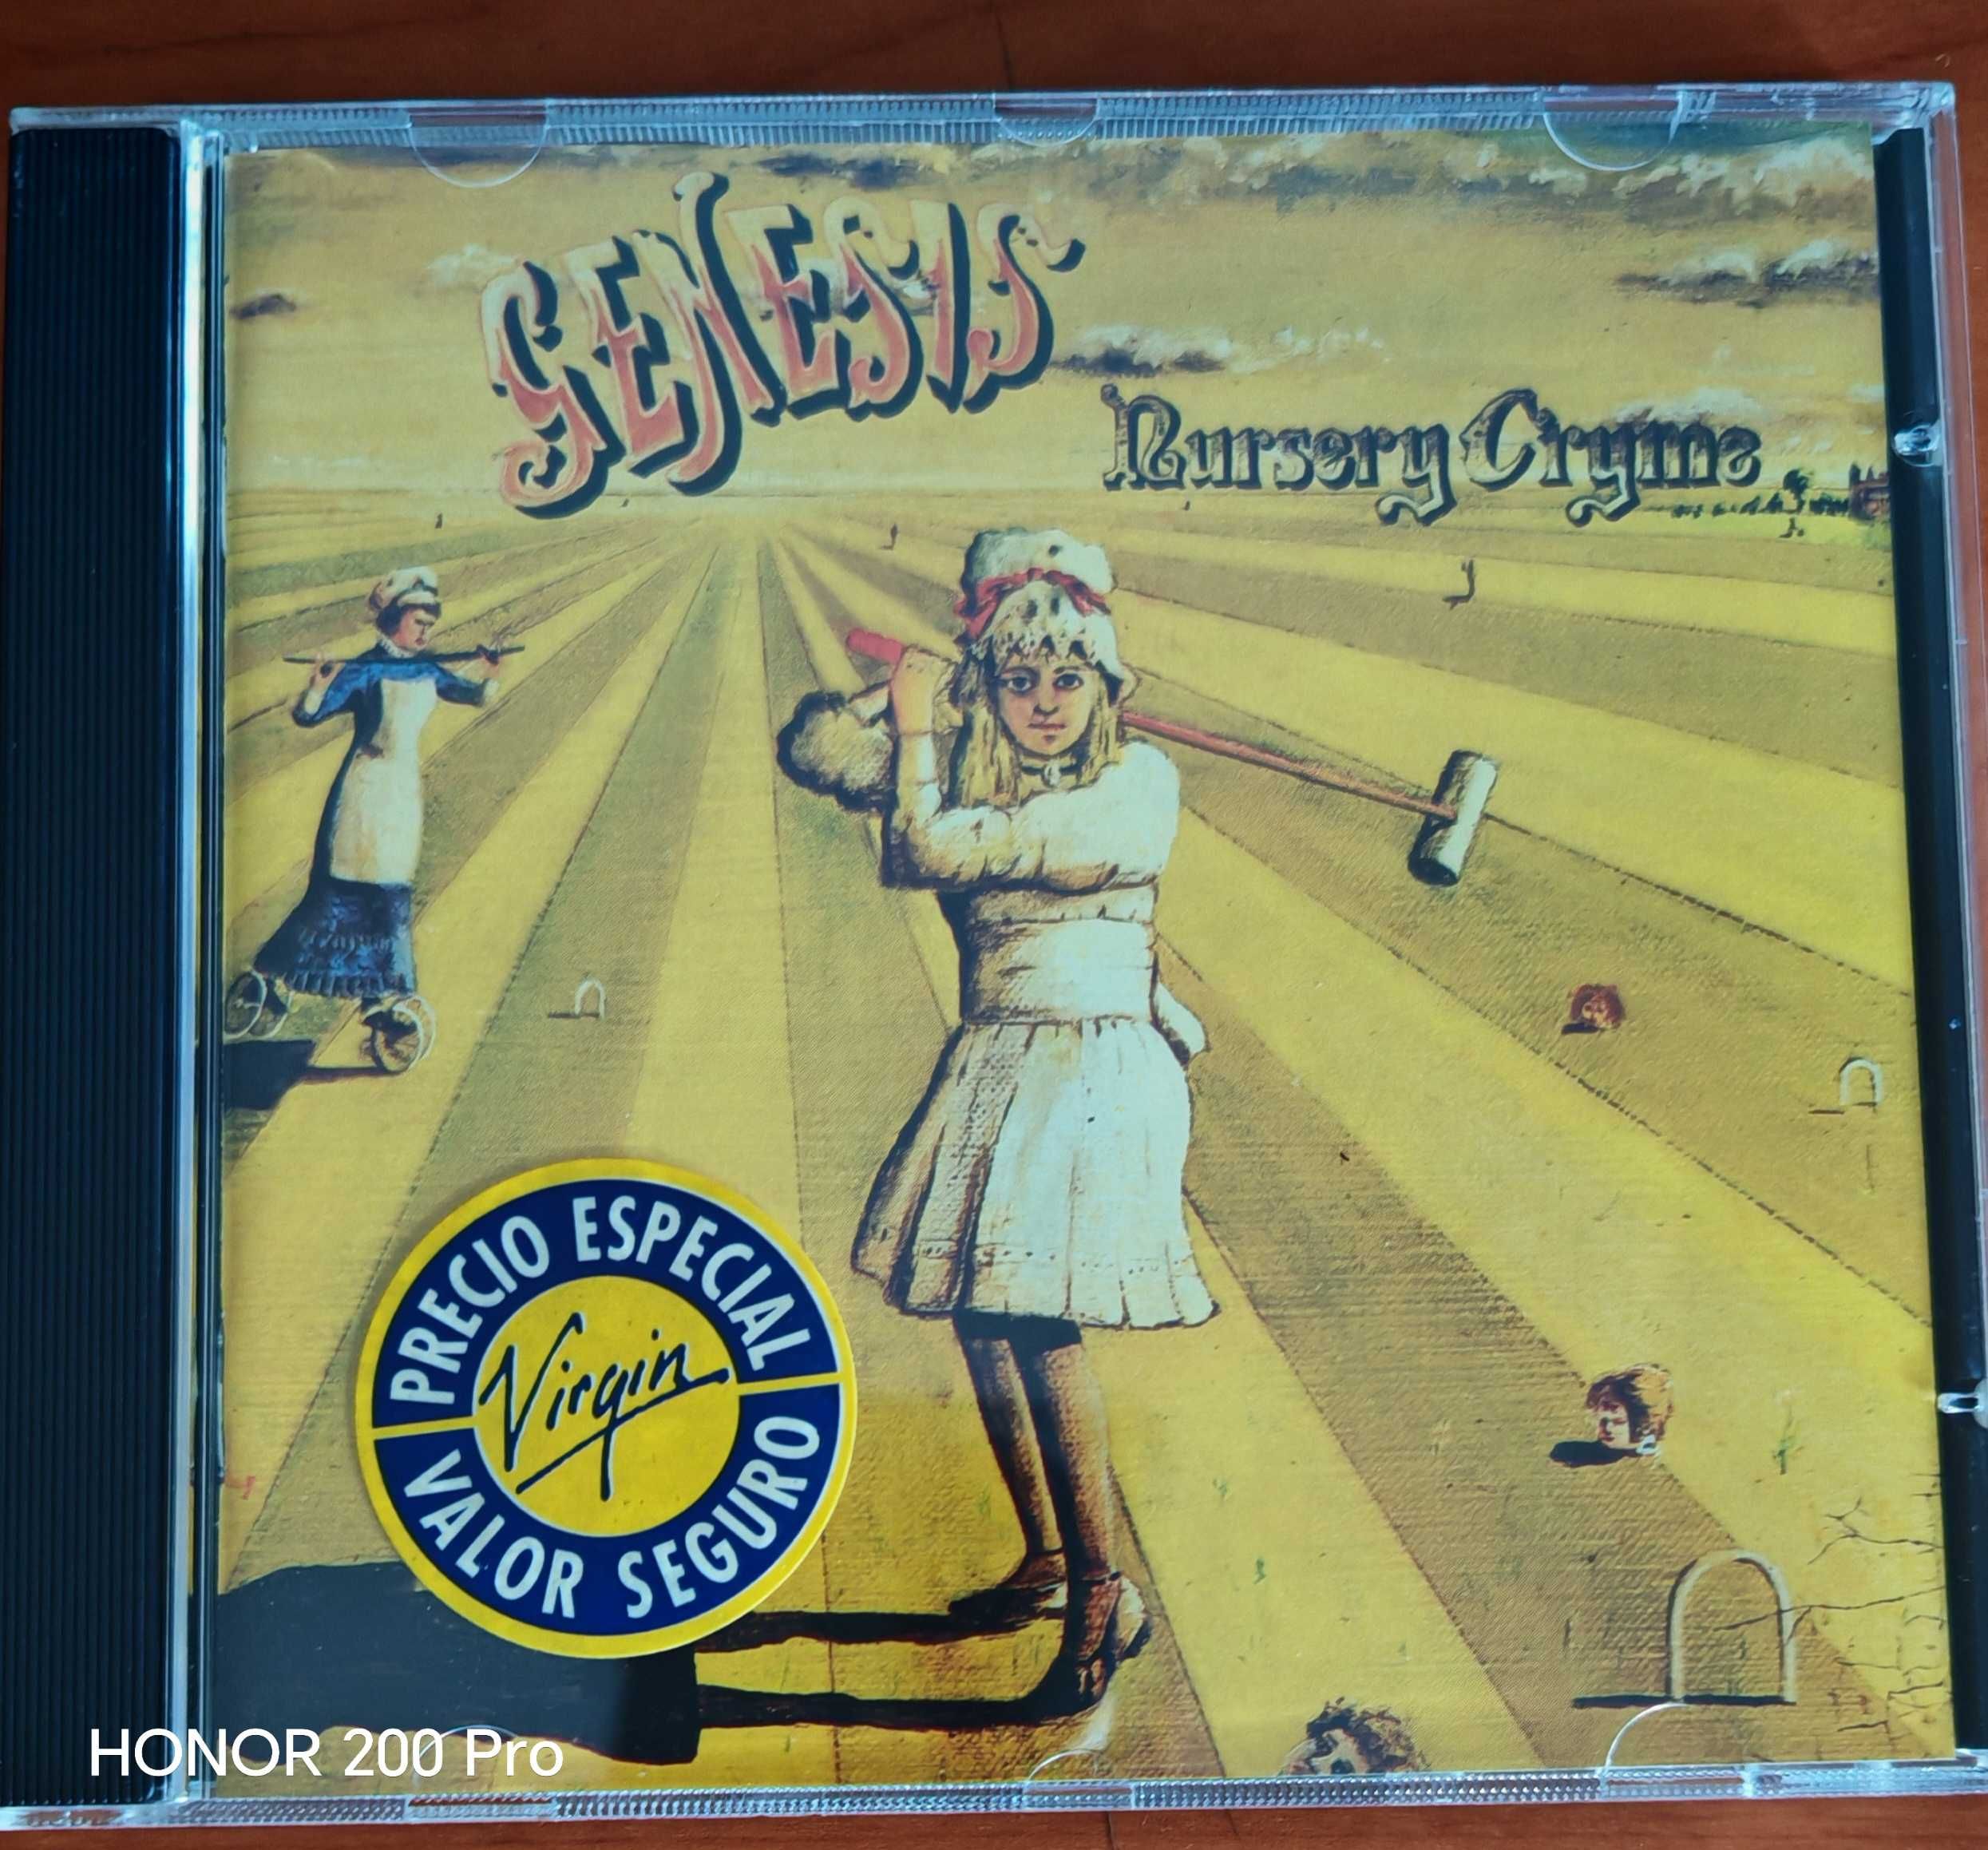 GENESIS
Nursery Cryme
PRECIO ESPECIAL
Virgin
VALOR SEGURO
HONOR 200 Pro